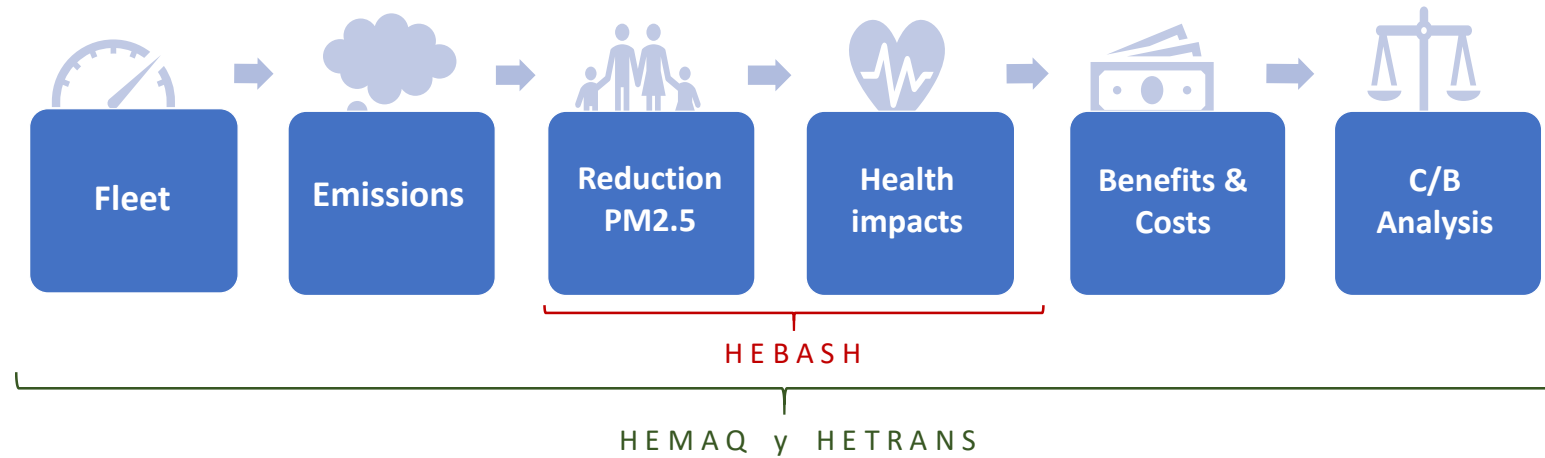 Fleet
Emissions
Reduction
PM2.5
Health
impacts
Benefits &
Costs
C/B
Analysis
HEBASH
HEMAQ y HETRANS